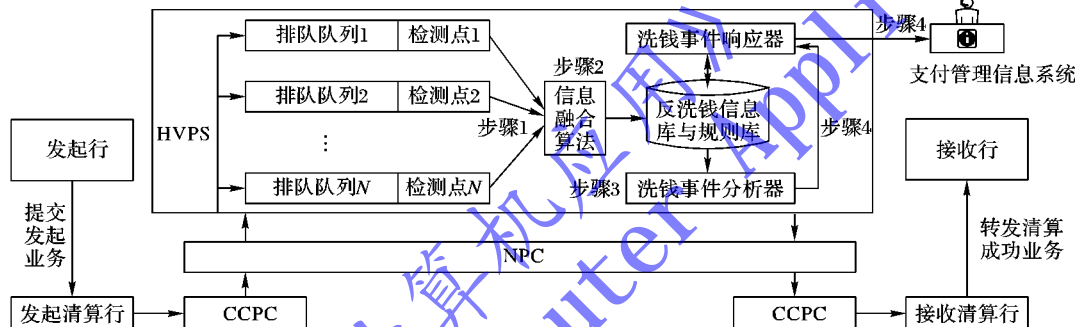 排队队列1 检测点1
洗钱事件响应器
步骤4
支付管理信息系统
步骤2
排队队列2 检测点2
信息
融合
算法
反洗钱信息
库与规则库
步骤1
步骤4
HVPS
⋮
发起行
接收行
排队队列N 检测点N
步骤3
洗钱事件分析器
提交
发起
业务
转发清算
成功业务
NPC
发起清算行
CCPC
CCPC
接收清算行
算机应用》
uter Appli